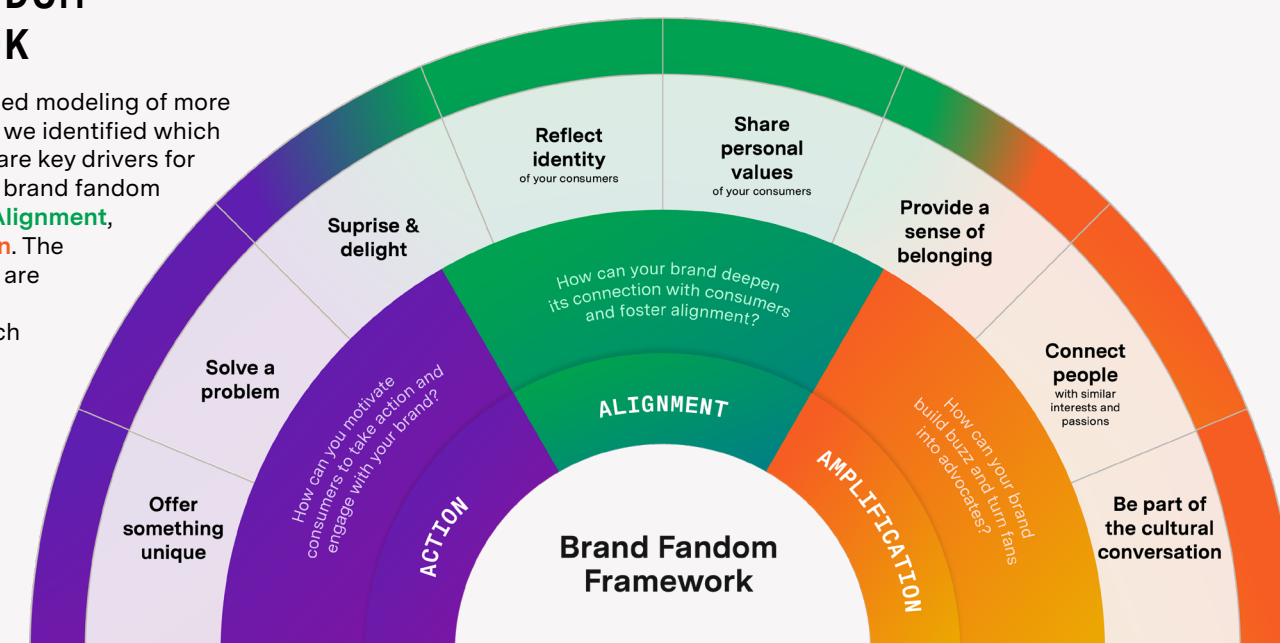 K
ed modeling of more
we identified which
are key drivers for
brand fandom
Alignment,
n. The
are
ch
Offer
something
unique
Solve a
problem
Suprise &
delight
Reflect
identity
of your consumers
Share
personal
values
of your consumers
Provide a
sense of
belonging
Connect
people
with similar
interests and
passions
Be part of
the cultural
conversation
How can you motivate
consumers to take action and
engage with your brand?
ACTION
How can your brand deepen
its connection with consumers
and foster alignment?
ALIGNMENT
How can your brand
build buzz and turn fans
into advocates?
AMPLIFICATION
Brand Fandom
Framework